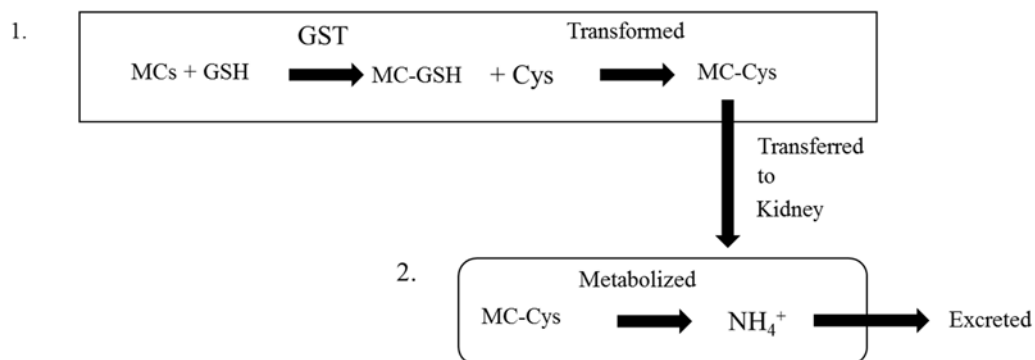 1.
GST
Transformed
MCs + GSH
MC-GSH
+ Cys
MC-Cys
Transferred
to
Kidney
2.
Metabolized
MC-Cys
NH₄⁺
Excreted